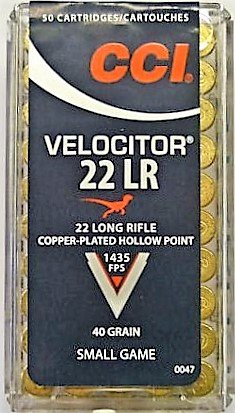 50 CARTRIDGES/CARTOUCHES
CCI®
VELOCITOR®
22 LR
22 LONG RIFLE
COPPER-PLATED HOLLOW POINT
1435
FPS
40 GRAIN
SMALL GAME
0047